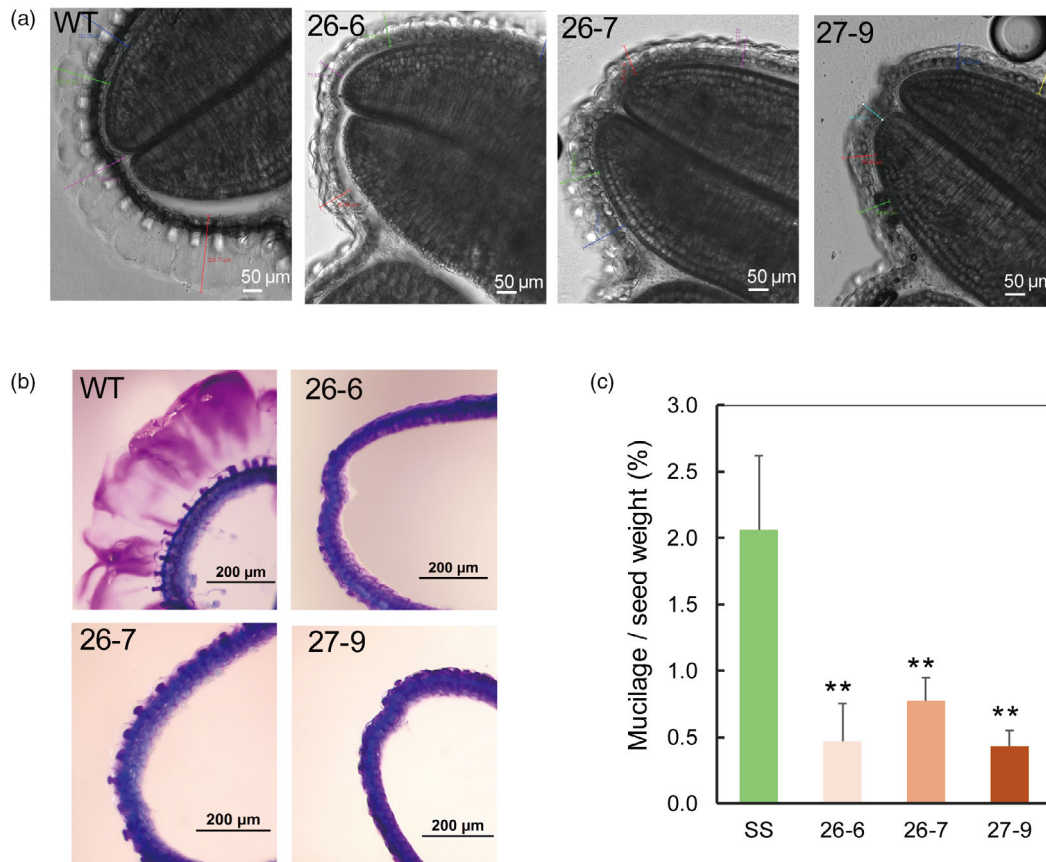 (a)
WT
26-6
26-7
27-9
50 µm
50 µm
50 µm
50 µm
(b)
WT
26-6
200 µm
200 µm
26-7
27-9
200 µm
200 µm
(c)
Mucilage / seed weight (%)
3.0
2.5
2.0
1.5
1.0
0.5
0.0
**
**
**
SS
26-6
26-7
27-9